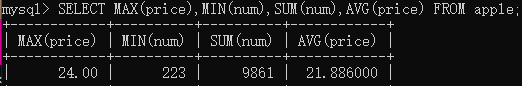 mysql> SELECT MAX(price),MIN(num),SUM(num),AVG(price) FROM apple;
+------------+----------+----------+------------+
| MAX(price) | MIN(num) | SUM(num) | AVG(price) |
+------------+----------+----------+------------+
|      24.00 |      223 |     9861 |  21.886000 |